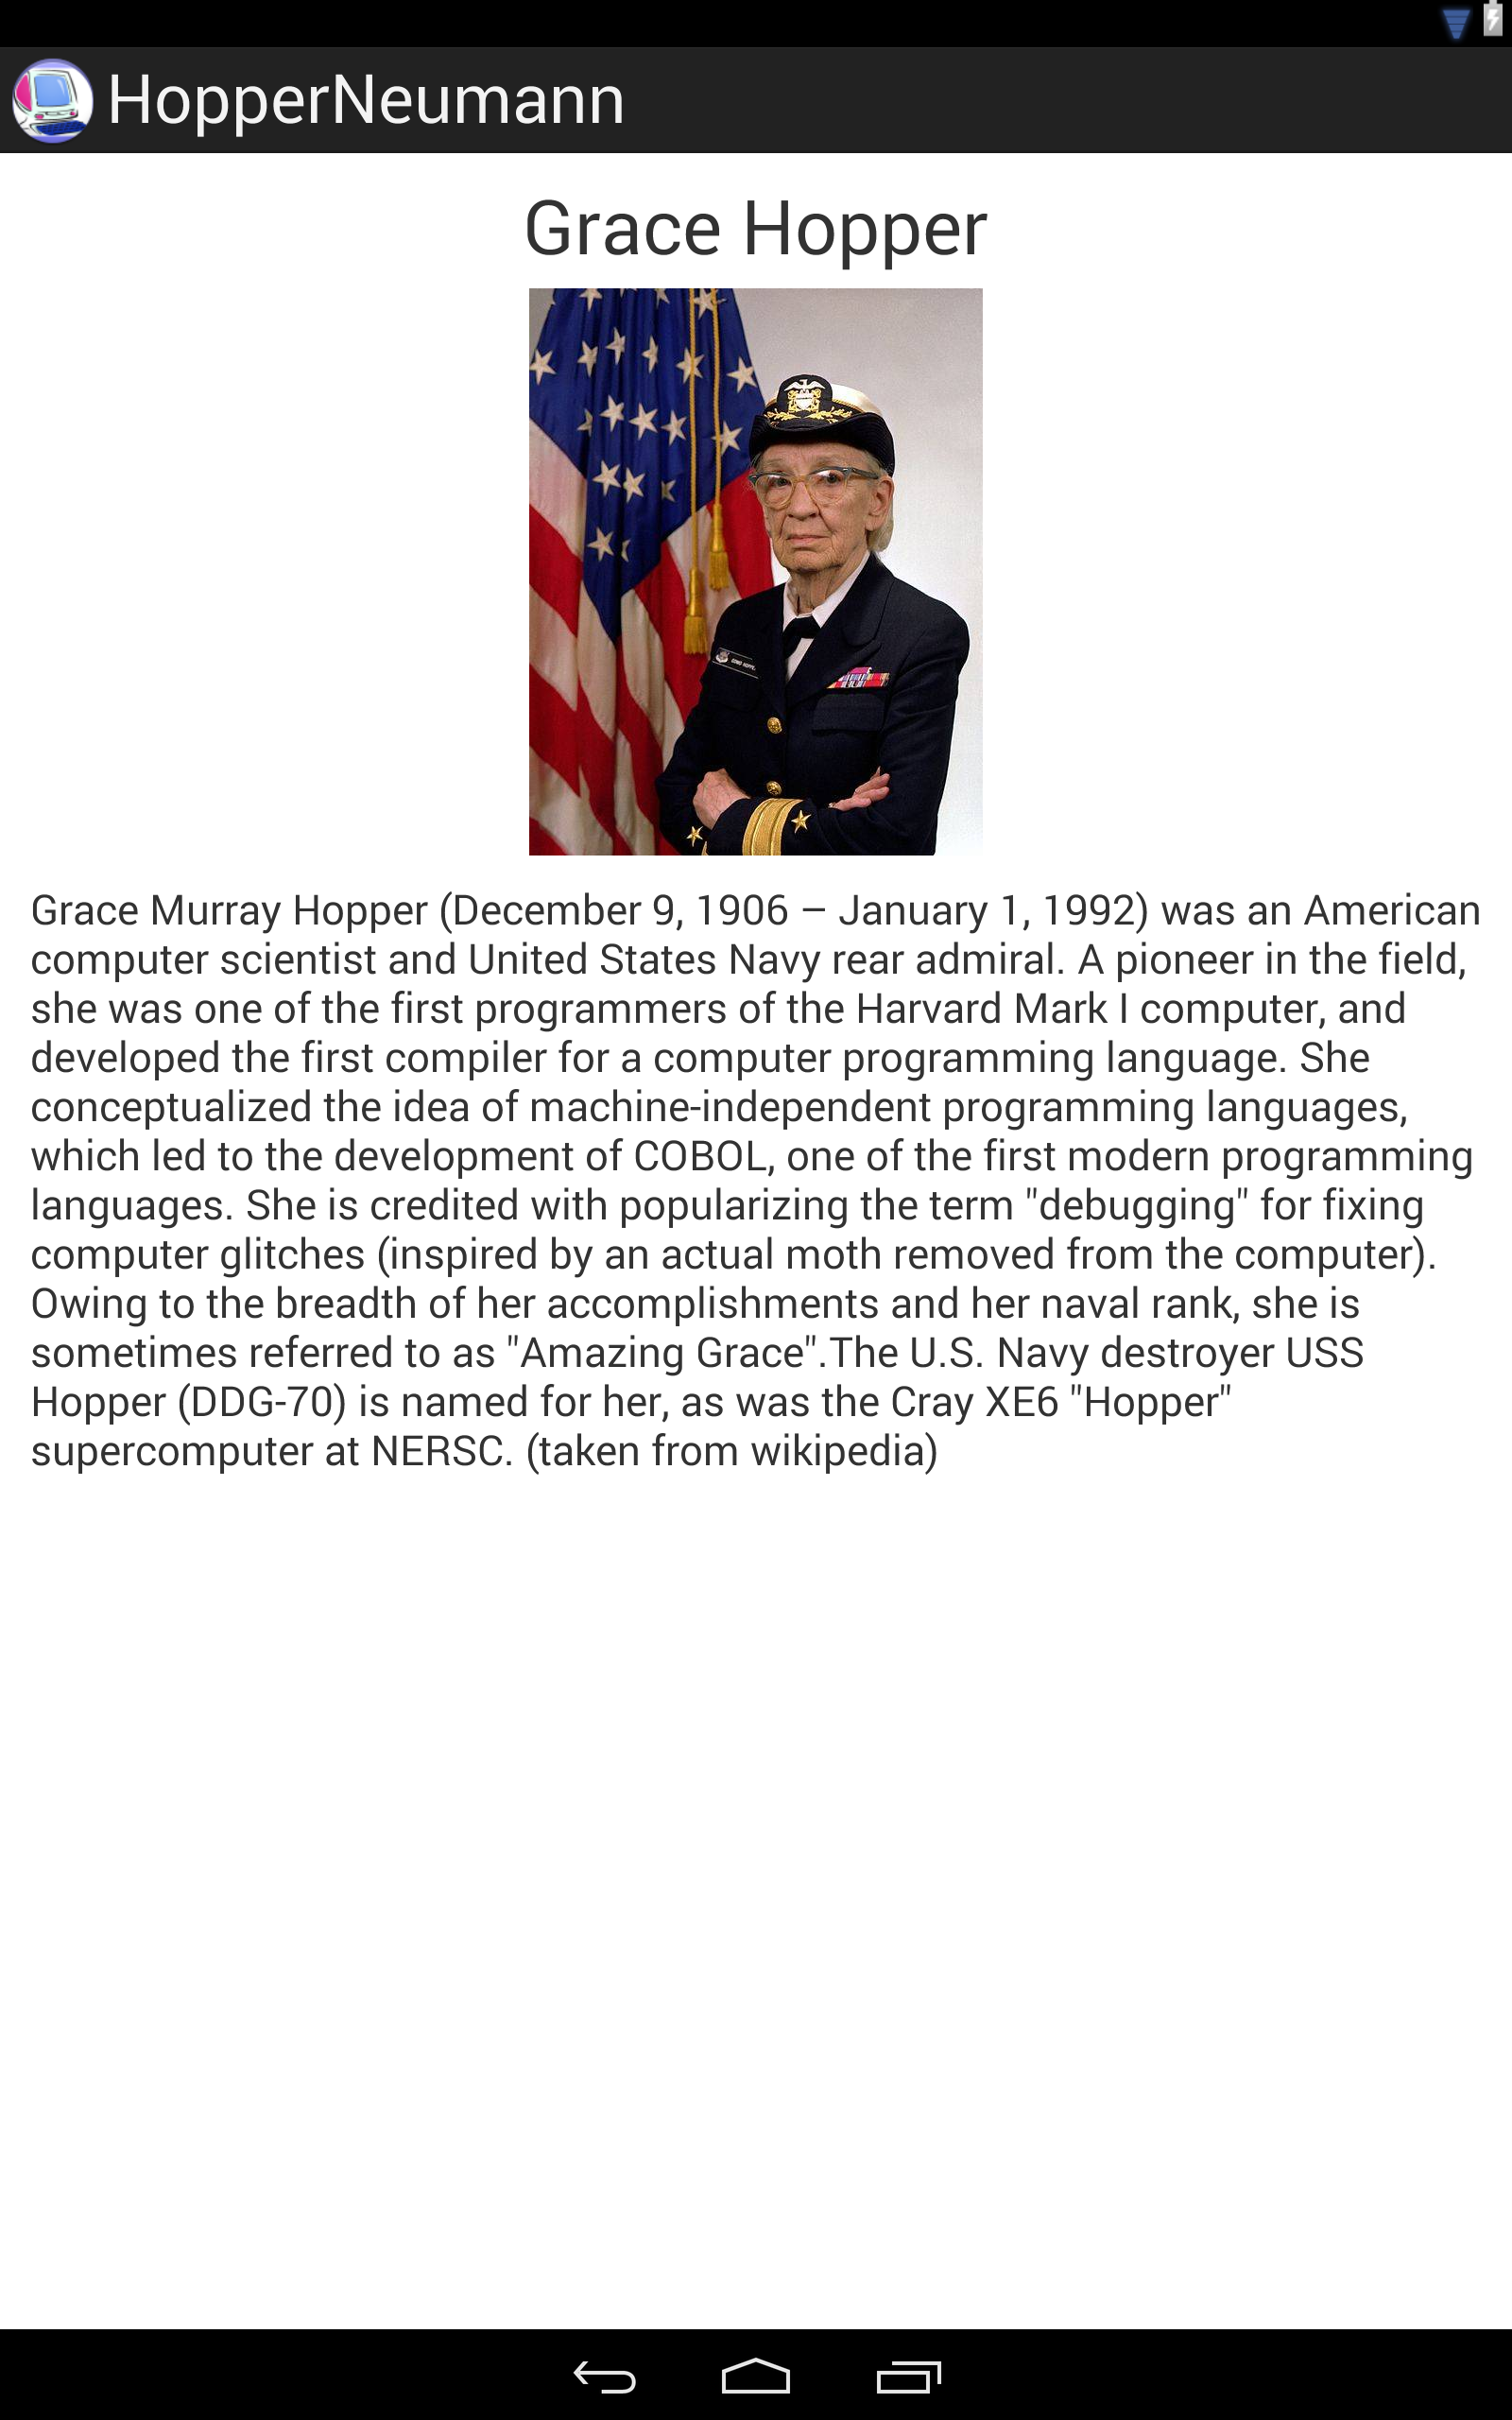 HopperNeumann
Grace Hopper
Grace Murray Hopper (December 9, 1906 – January 1, 1992) was an American
computer scientist and United States Navy rear admiral. A pioneer in the field,
she was one of the first programmers of the Harvard Mark I computer, and
developed the first compiler for a computer programming language. She
conceptualized the idea of machine-independent programming languages,
which led to the development of COBOL, one of the first modern programming
languages. She is credited with popularizing the term "debugging" for fixing
computer glitches (inspired by an actual moth removed from the computer).
Owing to the breadth of her accomplishments and her naval rank, she is
sometimes referred to as "Amazing Grace".The U.S. Navy destroyer USS
Hopper (DDG-70) is named for her, as was the Cray XE6 "Hopper"
supercomputer at NERSC. (taken from wikipedia)